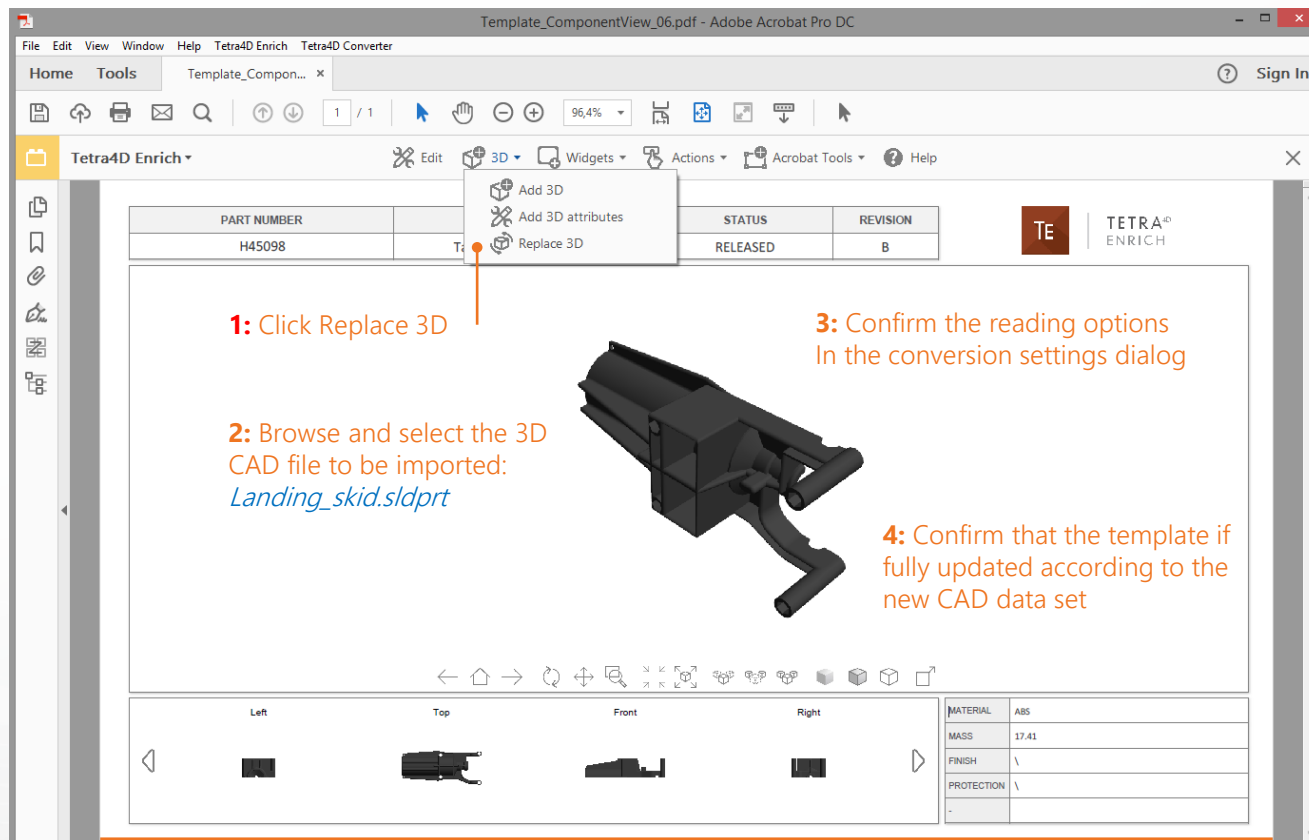 Template_ComponentView_06.pdf - Adobe Acrobat Pro DC
File Edit View Window Help Tetra4D Enrich Tetra4D Converter
Home Tools Template_Compon... × ? Sign In
1 / 1 96,4%
Tetra4D Enrich Edit 3D Widgets Actions Acrobat Tools ? Help
Add 3D
Add 3D attributes
Replace 3D
PART NUMBER STATUS REVISION
H45098 RELEASED B
TE TETRA4D
ENRICH
1: Click Replace 3D
2: Browse and select the 3D
CAD file to be imported:
Landing_skid.sldprt
3: Confirm the reading options
In the conversion settings dialog
4: Confirm that the template if
fully updated according to the
new CAD data set
Left Top Front Right
MATERIAL ABS
MASS 17.41
FINISH \
PROTECTION \
-